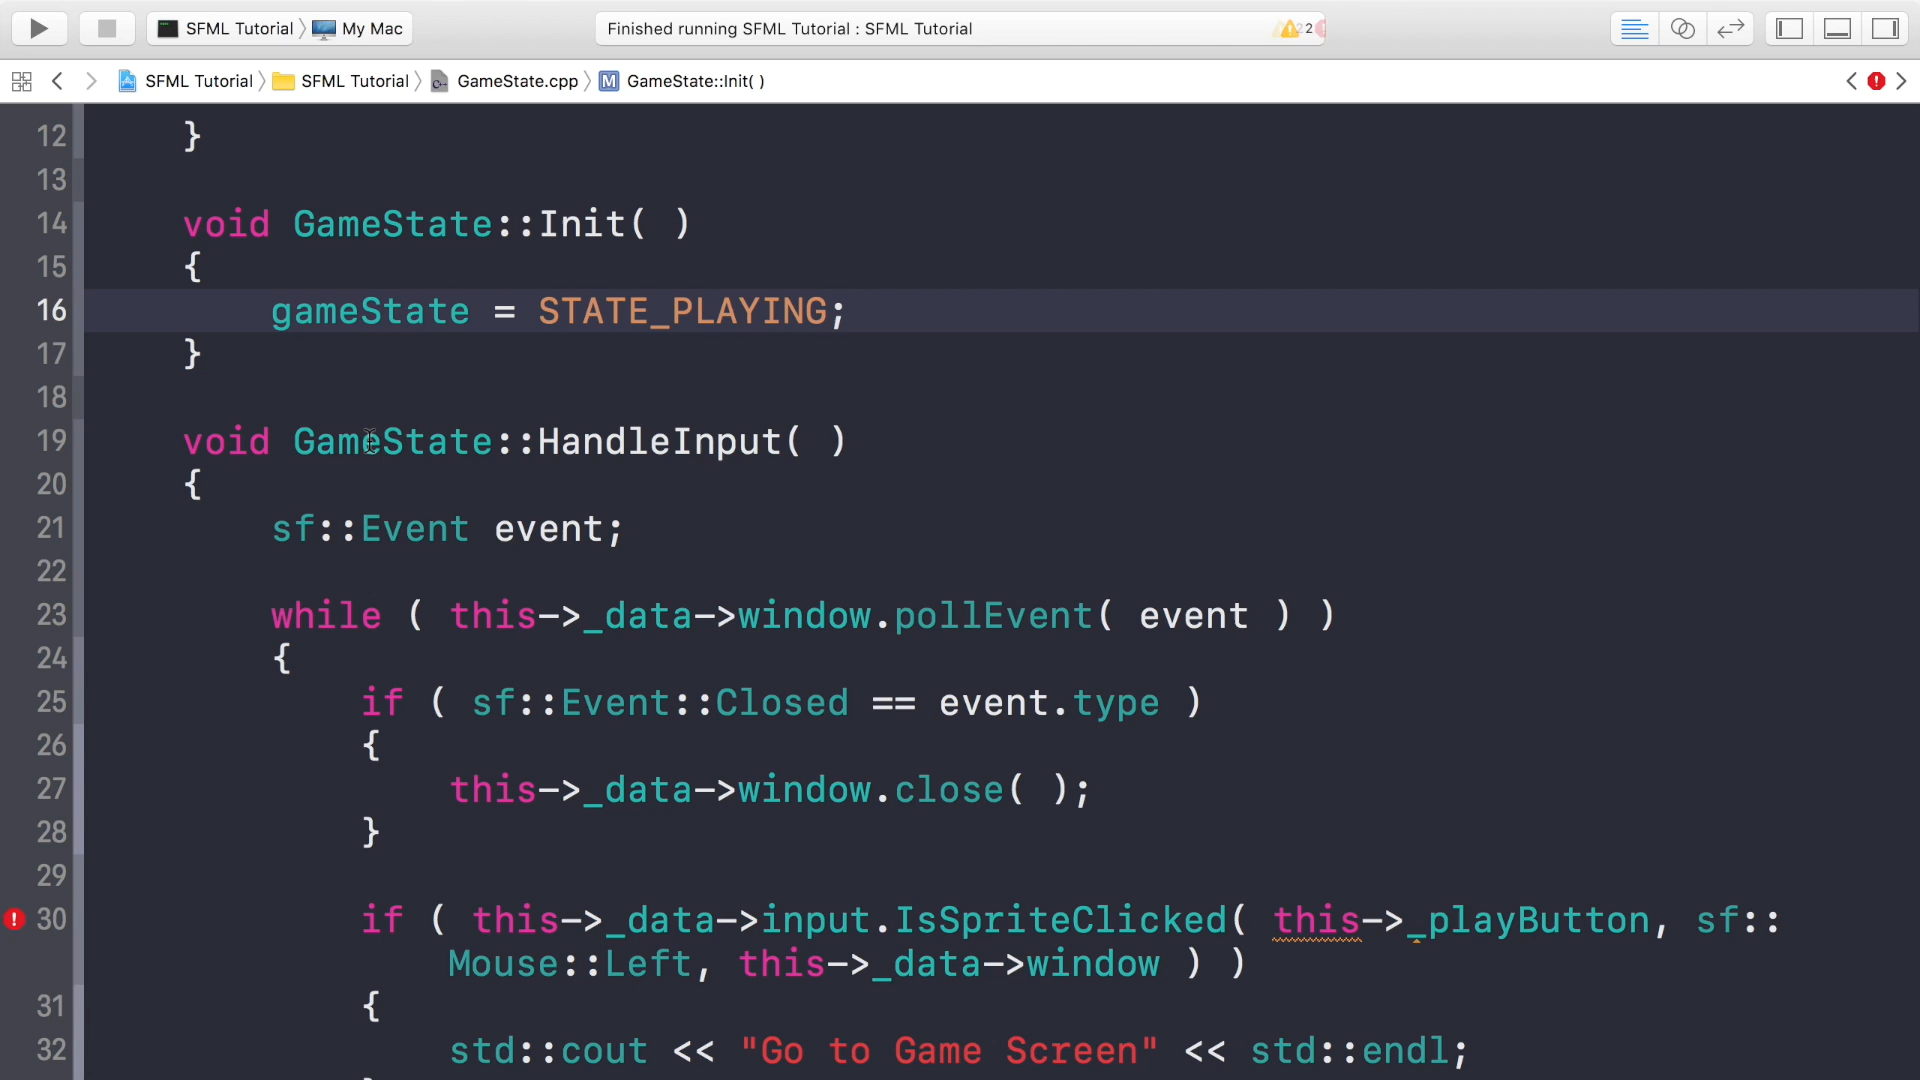 SFML Tutorial 〉 My Mac
Finished running SFML Tutorial : SFML Tutorial
2
SFML Tutorial 〉 SFML Tutorial 〉 GameState.cpp 〉 M GameState::Init( )
12 }
13
14 void GameState::Init( )
15 {
16 gameState = STATE_PLAYING;
17 }
18
19 void GameState::HandleInput( )
20 {
21 sf::Event event;
22
23 while ( this->_data->window.pollEvent( event ) )
24 {
25 if ( sf::Event::Closed == event.type )
26 {
27 this->_data->window.close( );
28 }
29
30 if ( this->_data->input.IsSpriteClicked( this->_playButton, sf::
Mouse::Left, this->_data->window ) )
31 {
32 std::cout << "Go to Game Screen" << std::endl;